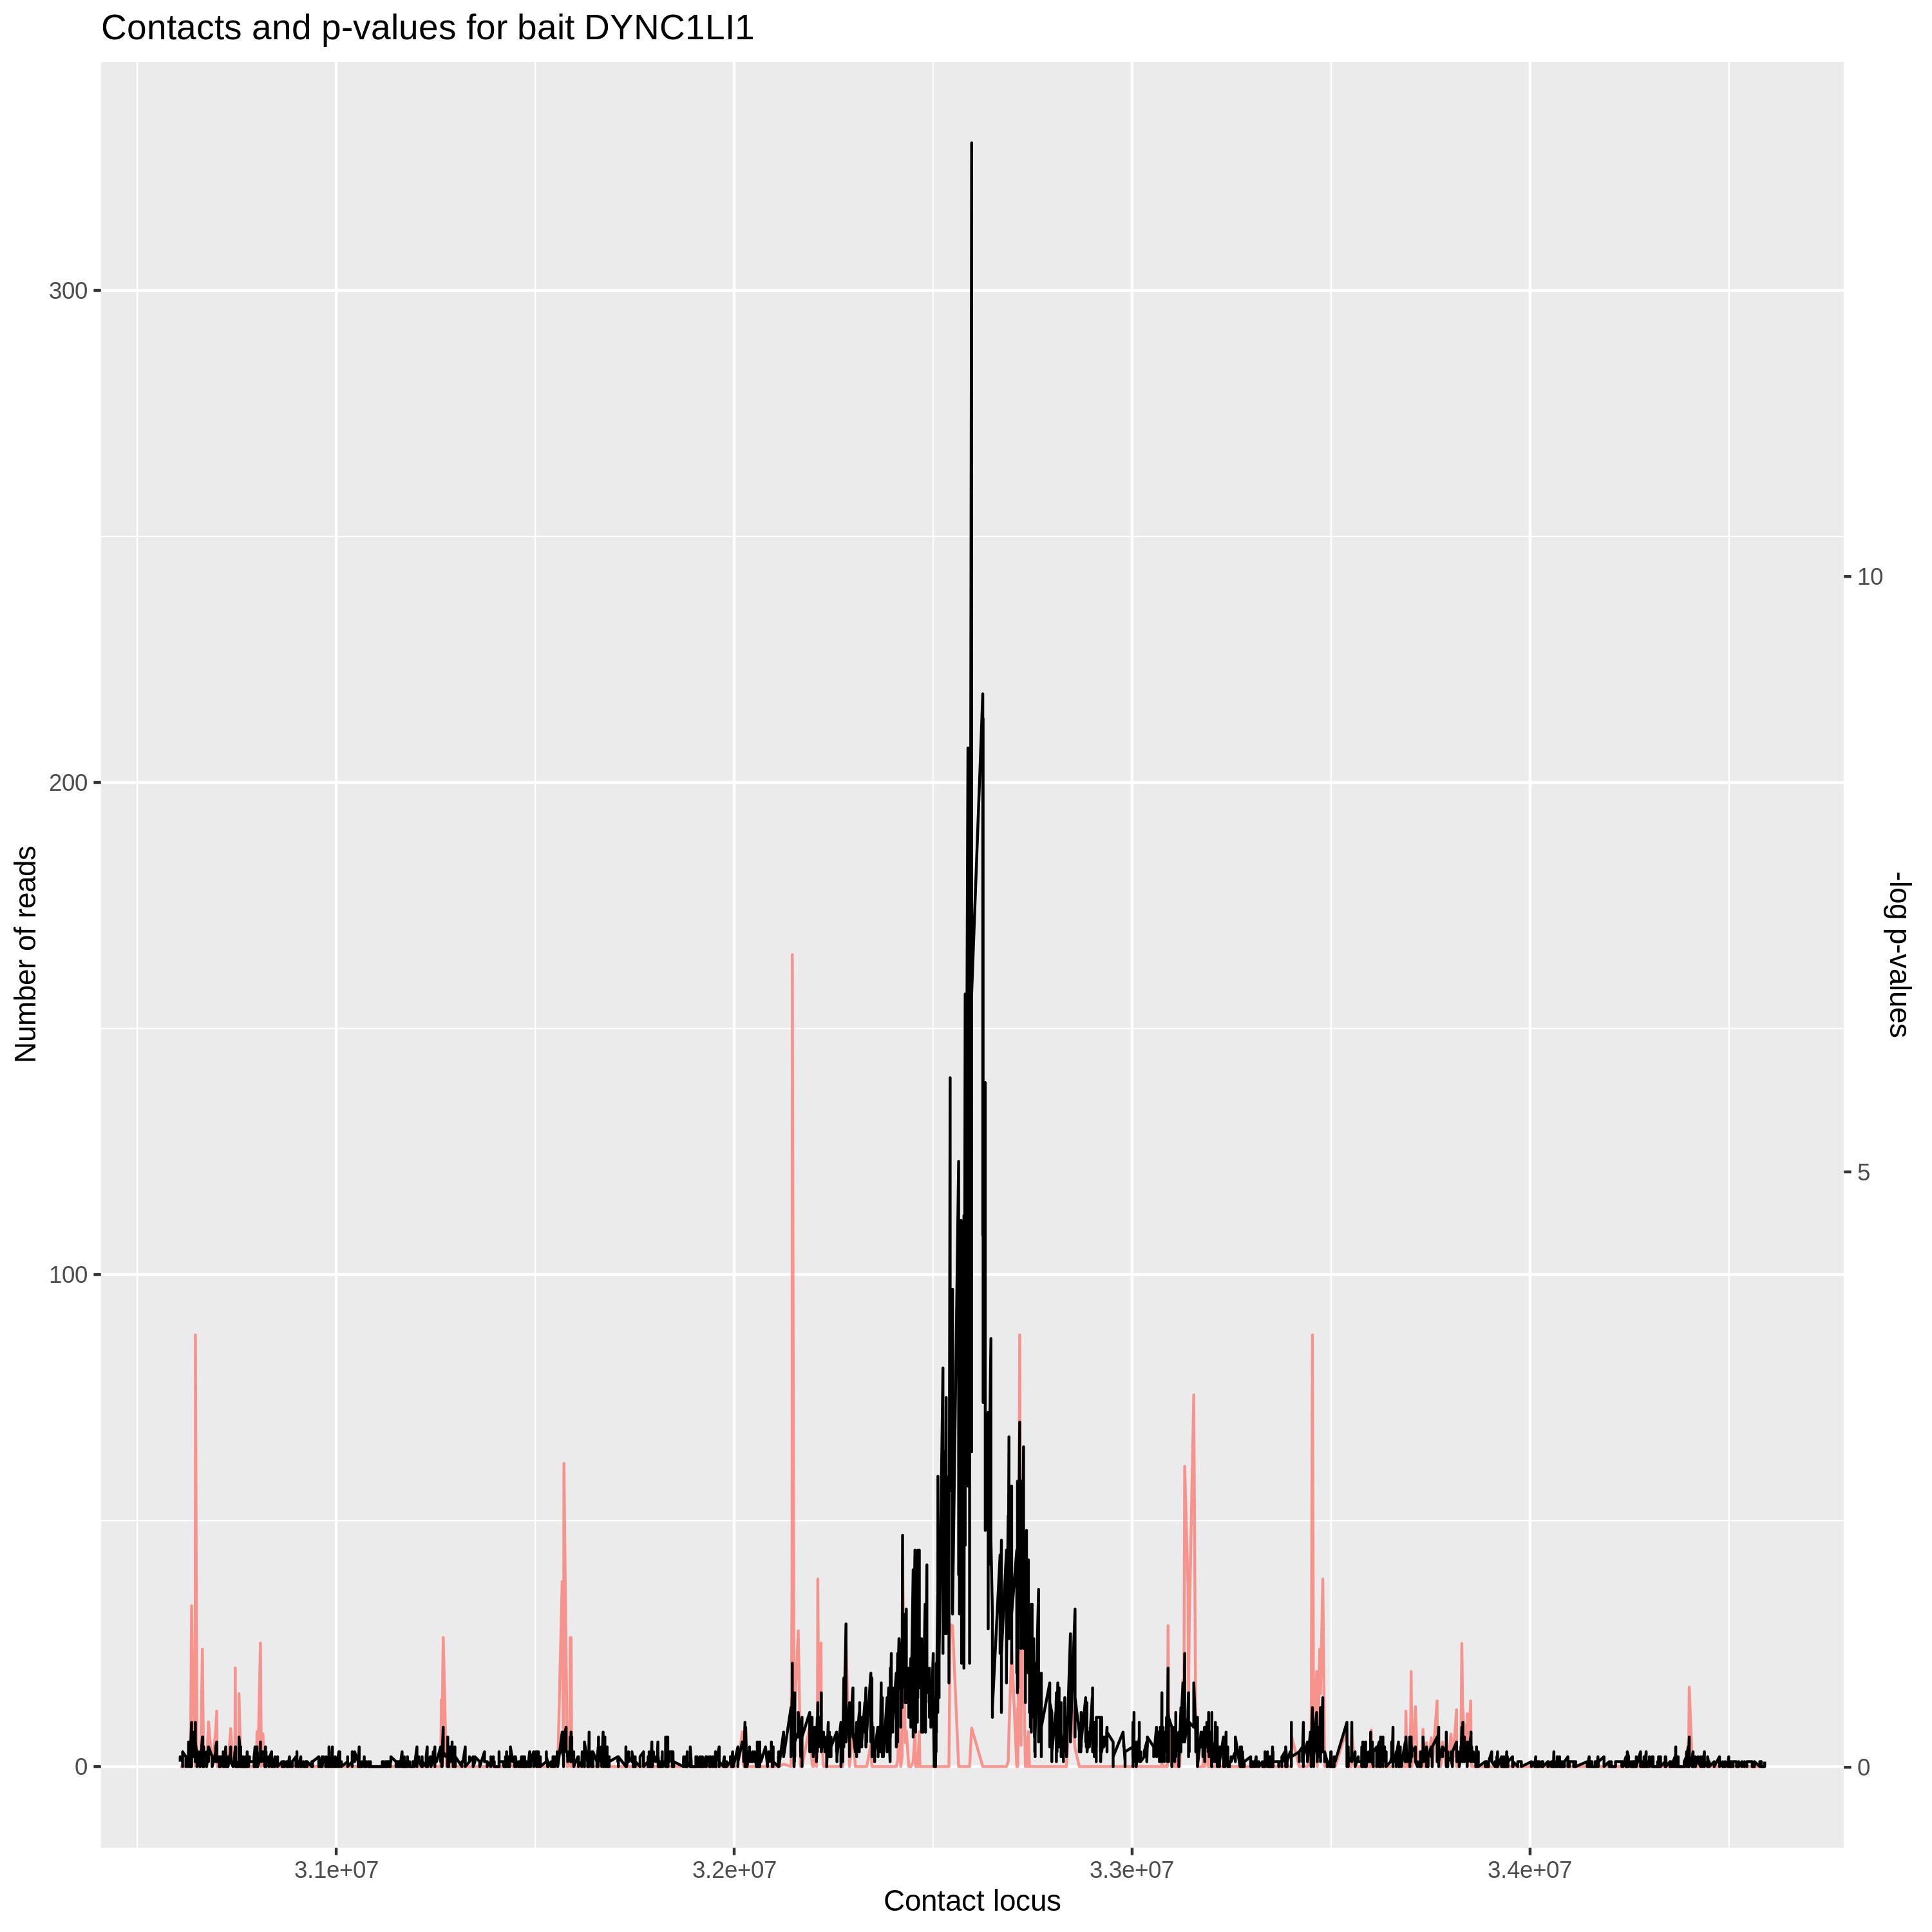 Contacts and p-values for bait DYNC1LI1
300
200
100
0
Number of reads
10
5
0
-log p-values
3.1e+07 3.2e+07 3.3e+07 3.4e+07
Contact locus